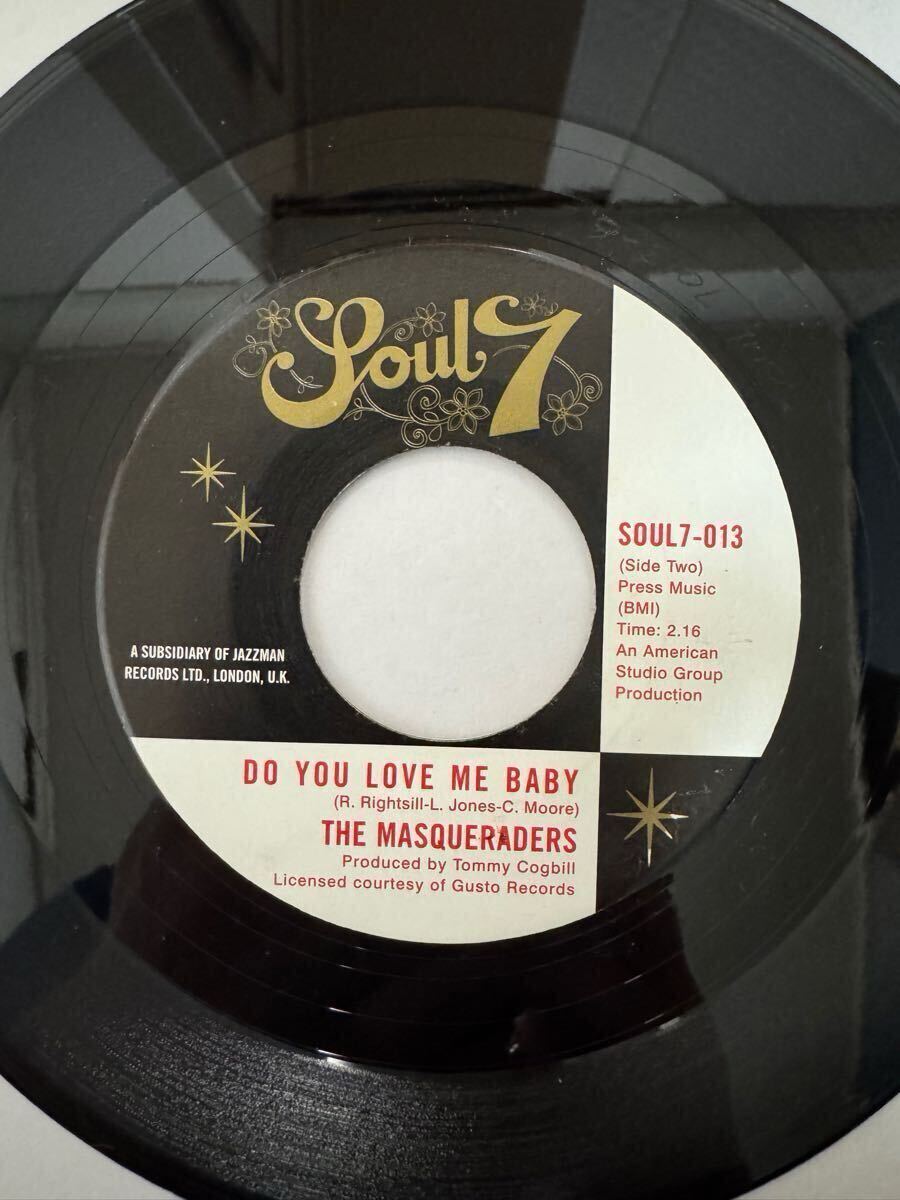 Soul 7
SOUL7-013
(Side Two)
Press Music
(BMI)
Time: 2.16
An American
Studio Group
Production
A SUBSIDIARY OF JAZZMAN
RECORDS LTD., LONDON, U.K.
DO YOU LOVE ME BABY
(R. Rightsill-L. Jones-C. Moore)
THE MASQUERADERS
Produced by Tommy Cogbill
Licensed courtesy of Gusto Records